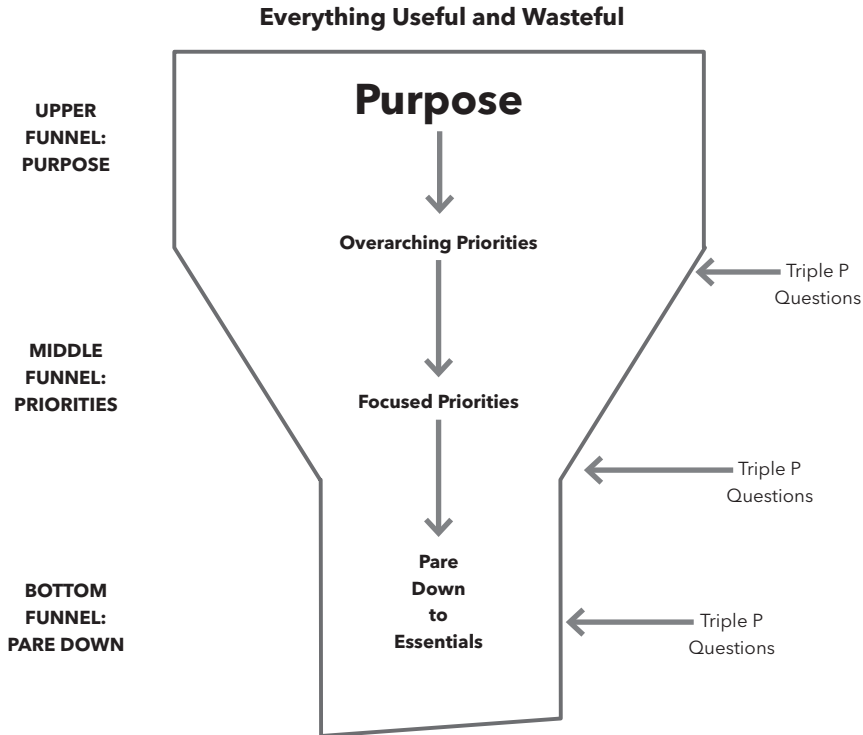 Everything Useful and Wasteful
UPPER
FUNNEL:
PURPOSE
Purpose
Overarching Priorities
Triple P
Questions
MIDDLE
FUNNEL:
PRIORITIES
Focused Priorities
Triple P
Questions
BOTTOM
FUNNEL:
PARE DOWN
Pare
Down
to
Essentials
Triple P
Questions